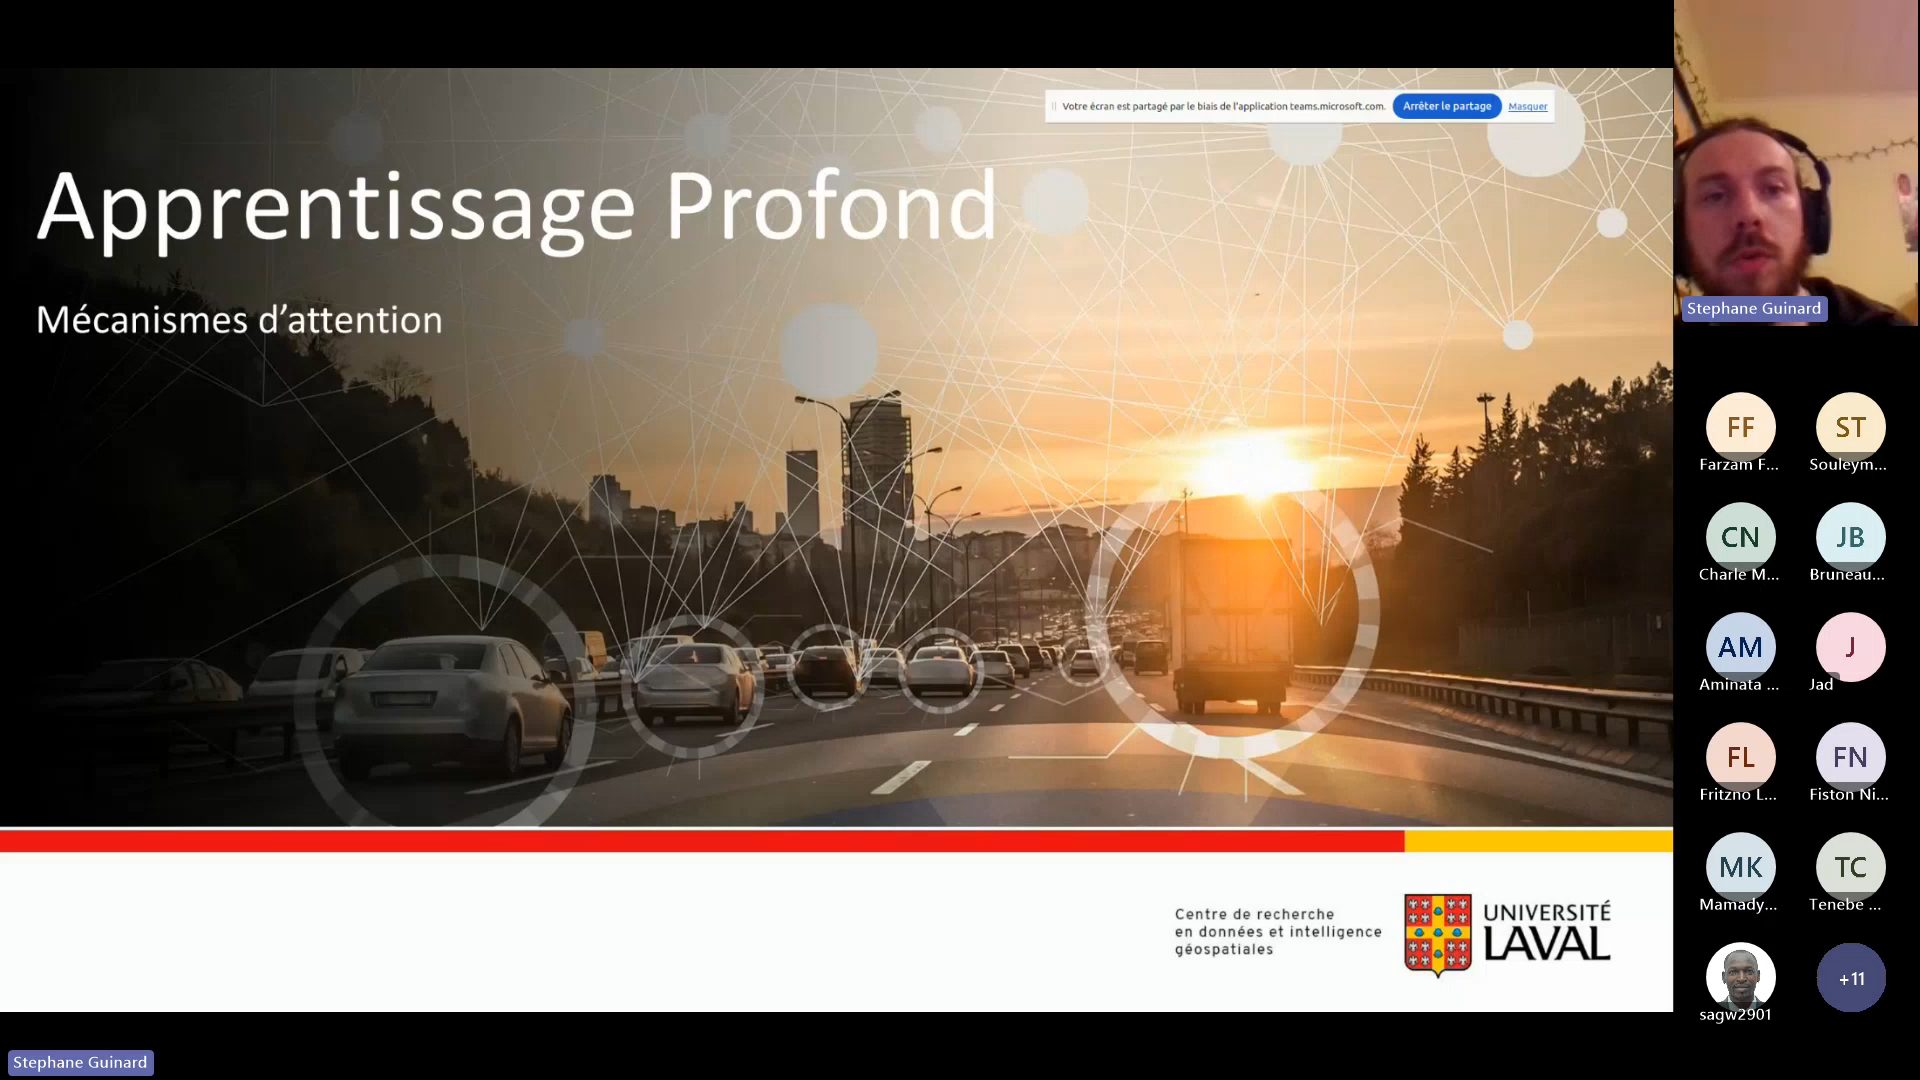 Votre écran est partagé par le biais de l'application teams.microsoft.com.
Arrêter le partage
Masquer
Apprentissage Profond
Mécanismes d'attention
Centre de recherche
en données et intelligence
géospatiales
UNIVERSITÉ
LAVAL
Stephane Guinard
FF
Farzam F...
ST
Souleym...
CN
Charle M...
JB
Bruneau...
AM
Aminata ...
J
Jad
FL
Fritzno L...
FN
Fiston Ni...
MK
Mamady...
TC
Tenebe ...
sagw2901
+11
Stephane Guinard